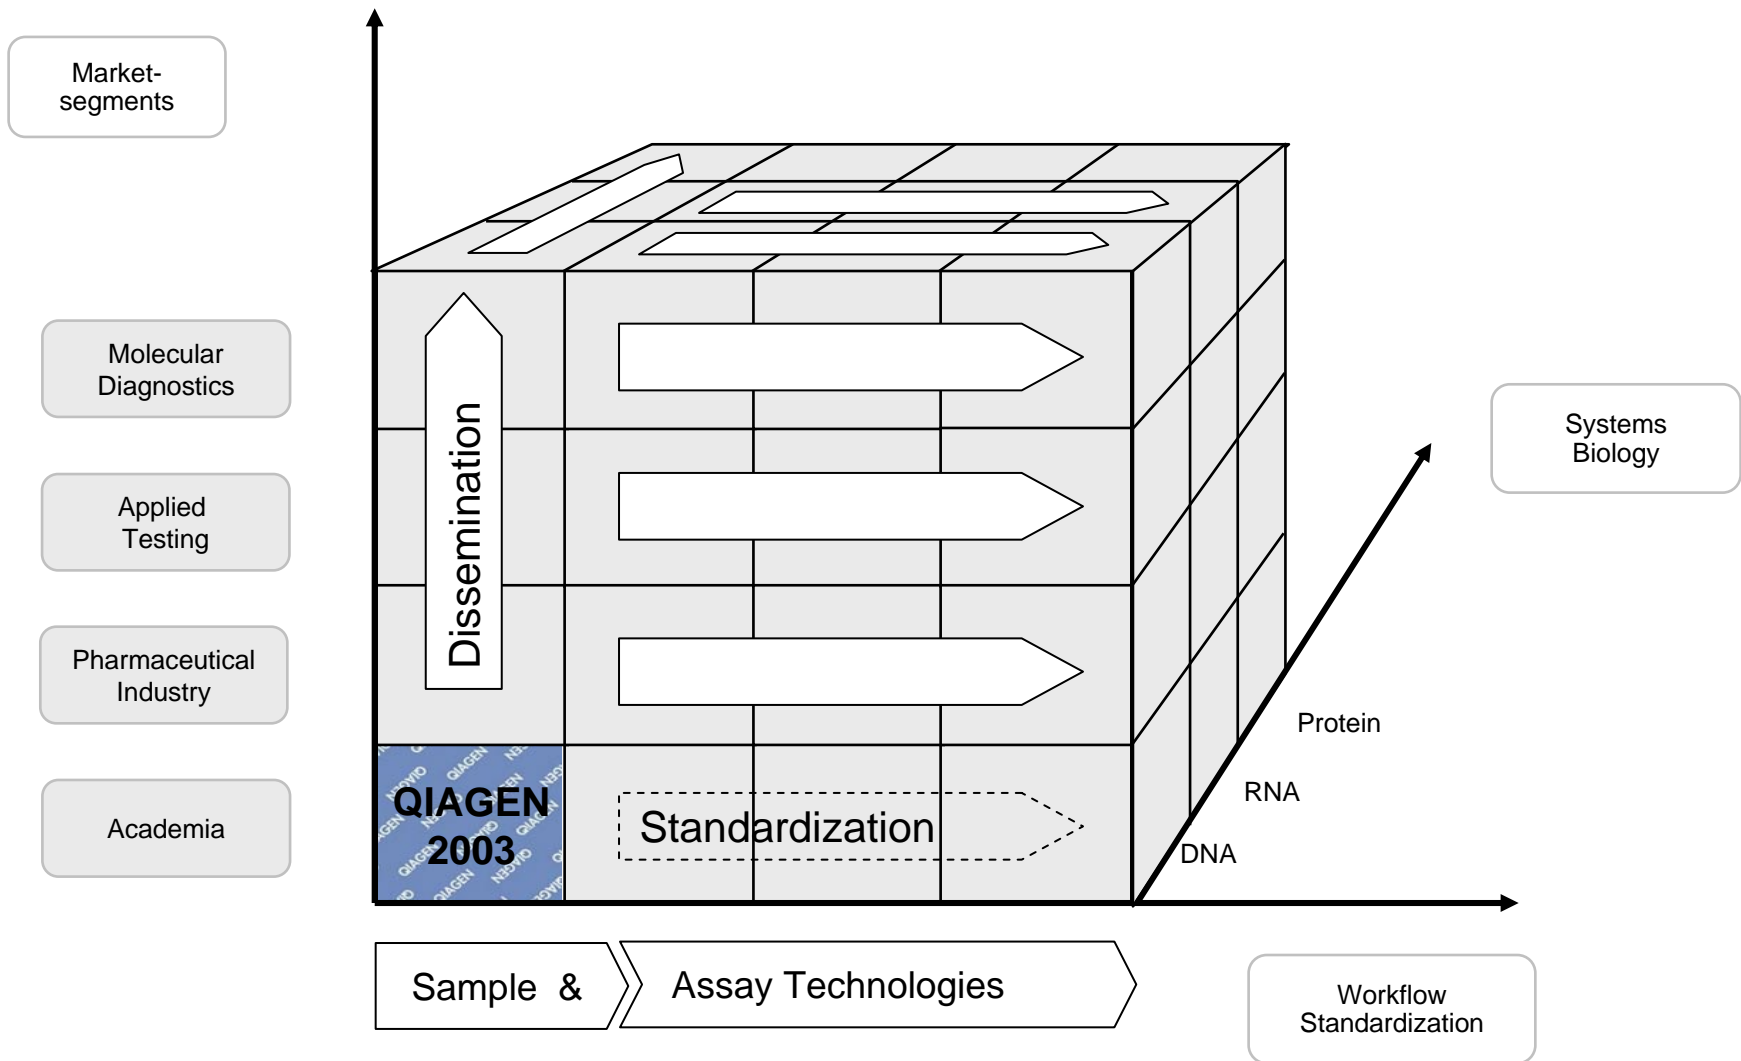 Market-
segments
Molecular
Diagnostics
Applied
Testing
Pharmaceutical
Industry
Academia
Dissemination
QIAGEN
2003
Standardization
Systems
Biology
Protein
RNA
DNA
Sample &
Assay Technologies
Workflow
Standardization